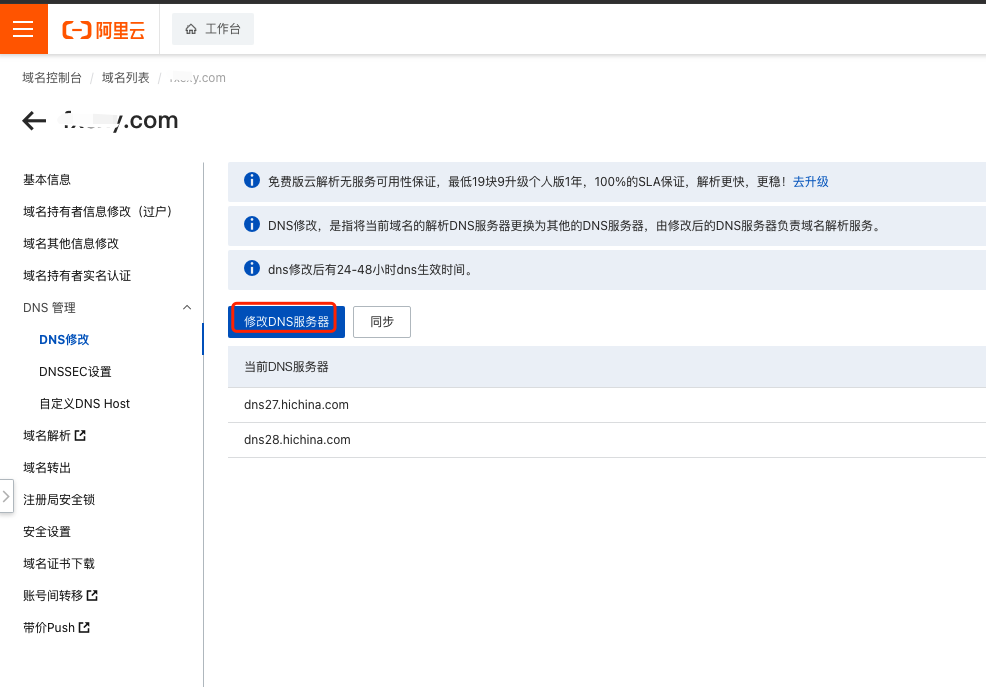 阿里云
工作台
域名控制台 / 域名列表 / y.com
y.com
基本信息
域名持有者信息修改（过户）
域名其他信息修改
域名持有者实名认证
DNS 管理
DNS修改
DNSSEC设置
自定义DNS Host
域名解析
域名转出
注册局安全锁
安全设置
域名证书下载
账号间转移
带价Push
免费版云解析无服务可用性保证，最低19块9升级个人版1年，100%的SLA保证，解析更快，更稳！去升级
DNS修改，是指将当前域名的解析DNS服务器更换为其他的DNS服务器，由修改后的DNS服务器负责域名解析服务。
dns修改后有24-48小时dns生效时间。
修改DNS服务器 同步
当前DNS服务器
dns27.hichina.com
dns28.hichina.com